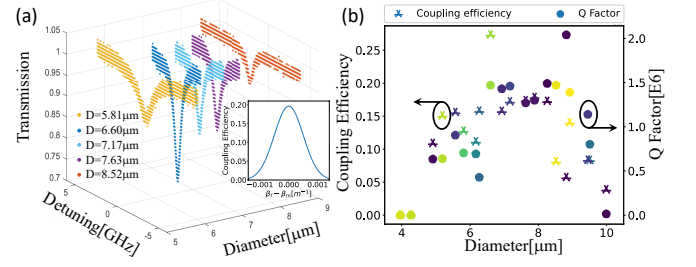 (a)
Transmission
1.05
1
0.95
0.9
0.85
0.8
0.75
0.7
D=5.81μm
D=6.60μm
D=7.17μm
D=7.63μm
D=8.52μm
5
0
-5
Detuning[GHz]
5
6
7
8
9
Diameter[μm]
Coupling Efficiency
0.20
0.15
0.10
0.05
0.00
−0.001 0.000 0.001
βf − βm[m⁻¹]
(b)
Coupling efficiency Q Factor
Coupling Efficiency
0.25
0.20
0.15
0.10
0.05
0.00
4 6 8 10
Diameter[μm]
2.0
1.5
1.0
0.5
0.0
Q Factor[E6]